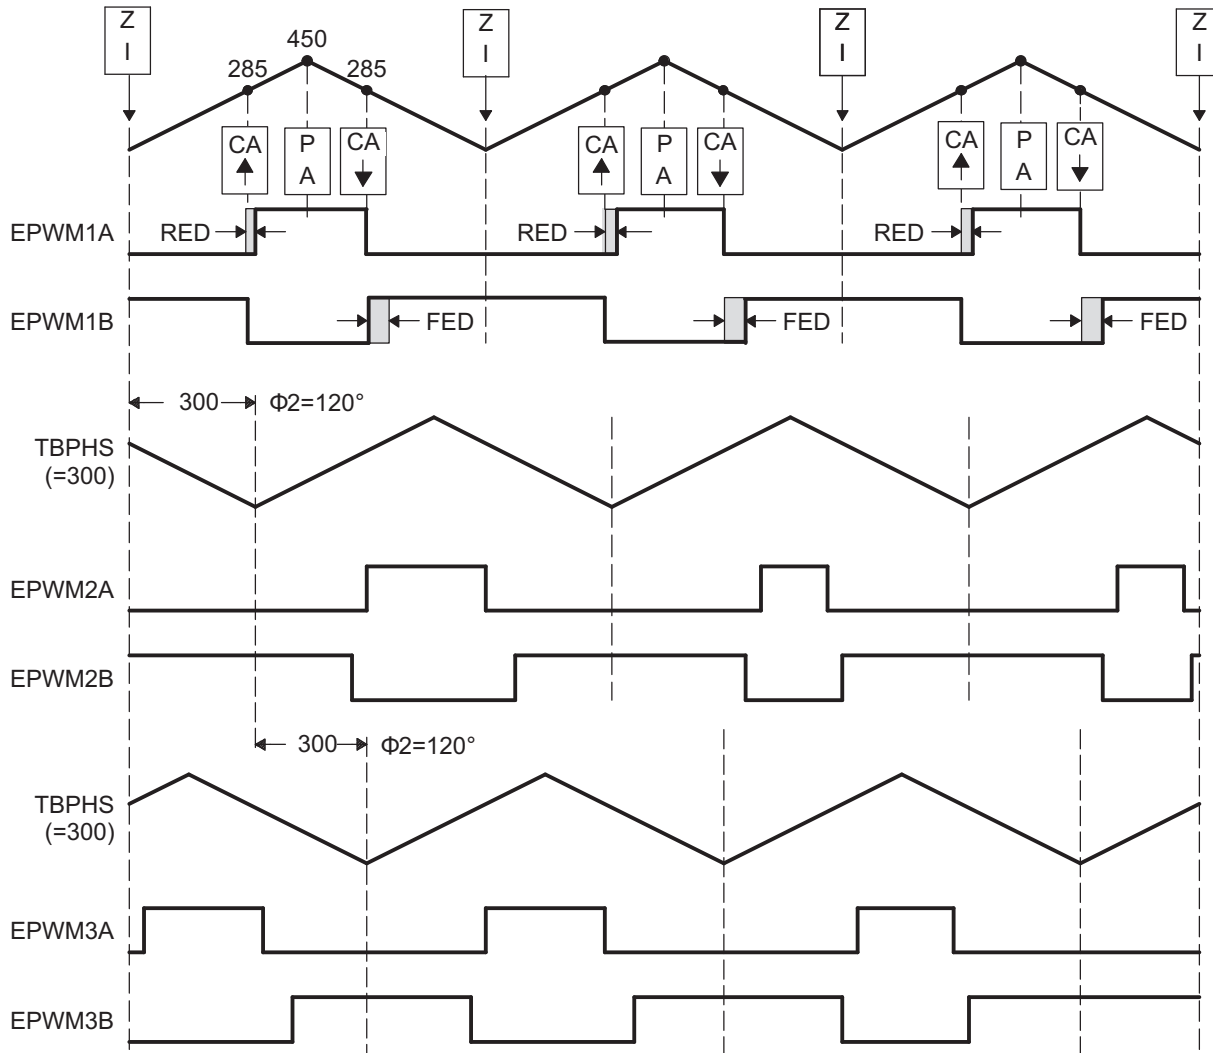 Z
I
Z
I
Z
I
Z
I
450
285
285
CA
P
A
CA
CA
P
A
CA
CA
P
A
CA
EPWM1A
RED
RED
RED
EPWM1B
FED
FED
FED
300
Φ2=120°
TBPHS
(=300)
EPWM2A
EPWM2B
300
Φ2=120°
TBPHS
(=300)
EPWM3A
EPWM3B